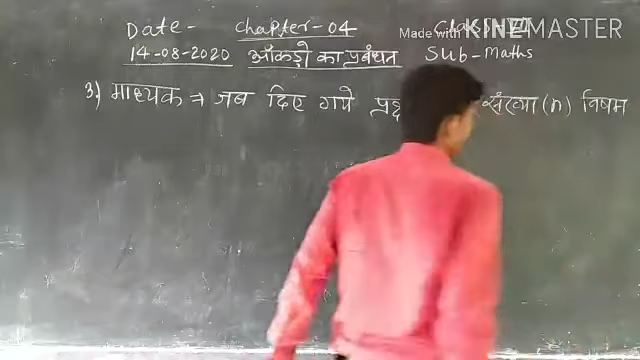 Date- Chapter-04
14-08-2020 आँकड़ो का प्रबंधन Sub-Maths
3.) माध्यक ⇒ जब दिए गये संख्या (n) विषम
Made with KINEMASTER